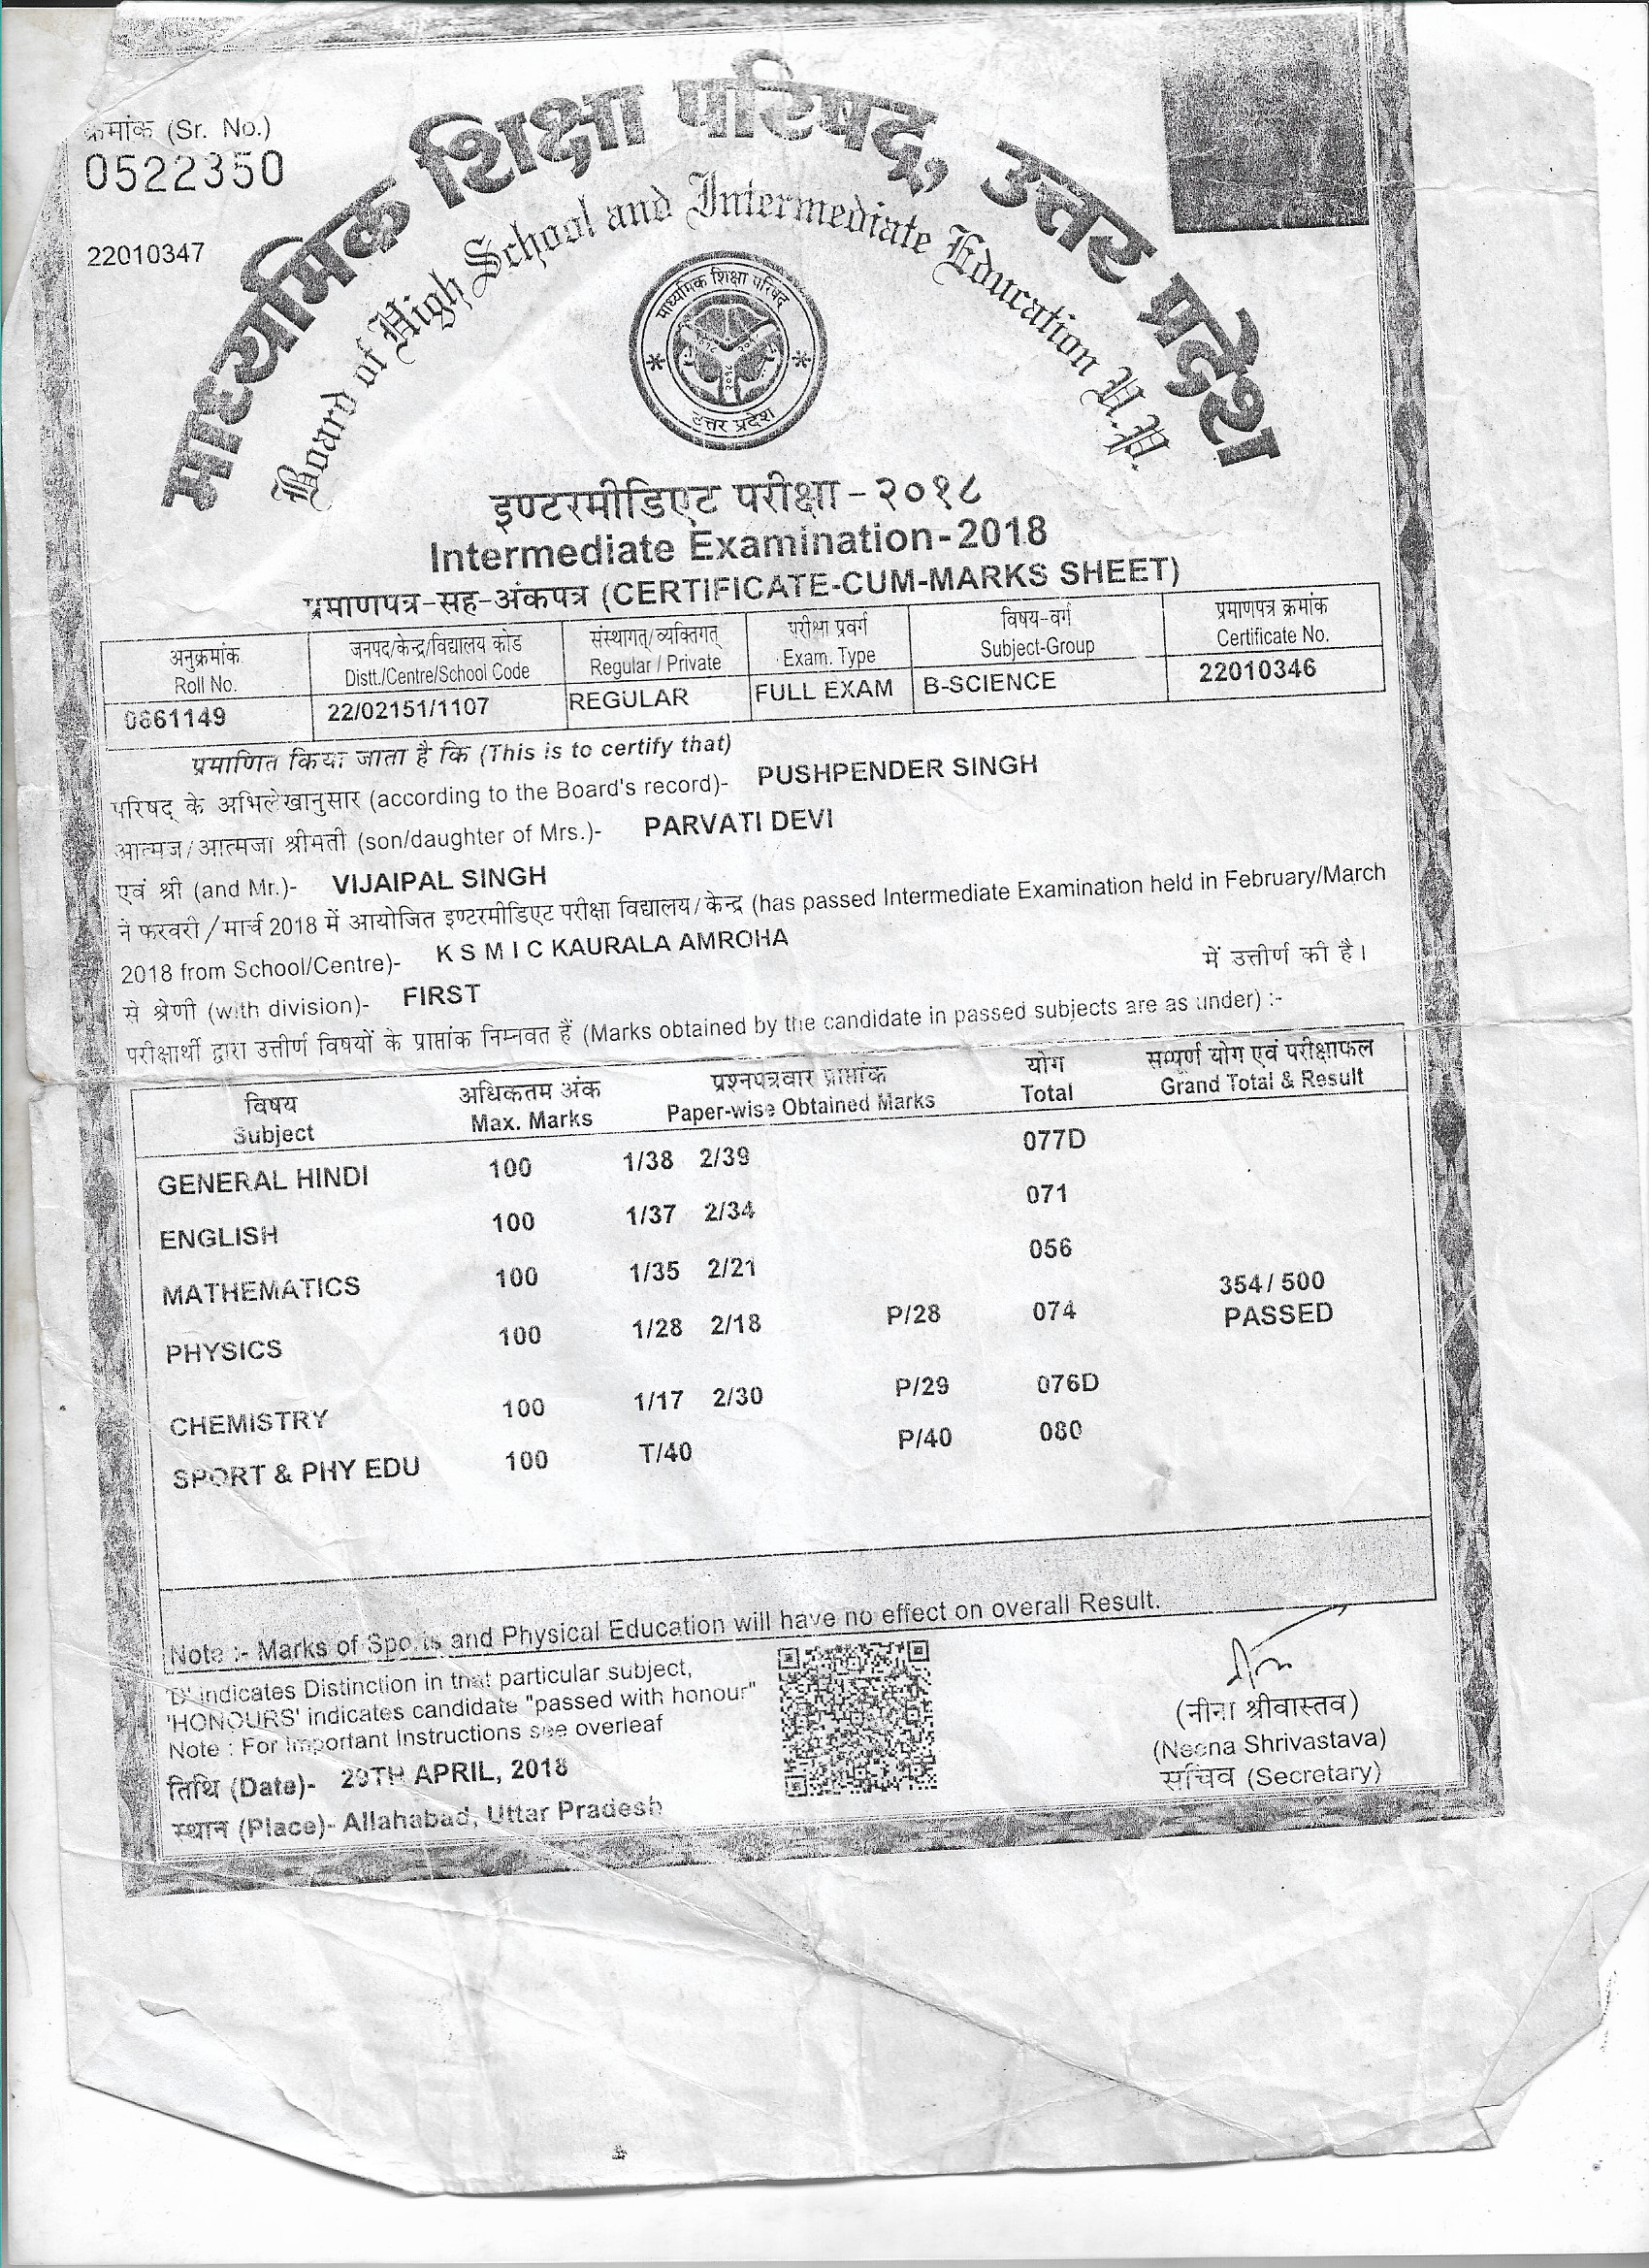 क्रमांक (Sr. No.)
0522350
22010347
माध्यमिक शिक्षा परिषद्, उत्तर प्रदेश
Board of High School and Intermediate Education U.P.
माध्यमिक शिक्षा परिषद
उत्तर प्रदेश
इण्टरमीडिएट परीक्षा - २०१८
Intermediate Examination-2018
प्रमाणपत्र-सह-अंकपत्र (CERTIFICATE-CUM-MARKS SHEET)
अनुक्रमांक जनपद/केन्द्र/विद्यालय कोड संस्थागत्/व्यक्तिगत् परीक्षा प्रवर्ग विषय-वर्ग प्रमाणपत्र क्रमांक
Roll No. Distt./Centre/School Code Regular / Private Exam. Type Subject-Group Certificate No.
0861149 22/02151/1107 REGULAR FULL EXAM B-SCIENCE 22010346
प्रमाणित किया जाता है कि (This is to certify that)
परिषद् के अभिलेखानुसार (according to the Board's record)- PUSHPENDER SINGH
आत्मज/आत्मजा श्रीमती (son/daughter of Mrs.)- PARVATI DEVI
एवं श्री (and Mr.)- VIJAIPAL SINGH
ने फरवरी/मार्च 2018 में आयोजित इण्टरमीडिएट परीक्षा विद्यालय/केन्द्र (has passed Intermediate Examination held in February/March
2018 from School/Centre)- K S M I C KAURALA AMROHA में उत्तीर्ण की है।
से श्रेणी (with division)- FIRST
परीक्षार्थी द्वारा उत्तीर्ण विषयों के प्राप्तांक निम्नवत हैं (Marks obtained by the candidate in passed subjects are as under) :-
विषय अधिकतम अंक प्रश्नपत्रवार प्राप्तांक योग सम्पूर्ण योग एवं परीक्षाफल
Subject Max. Marks Paper-wise Obtained Marks Total Grand Total & Result
GENERAL HINDI 100 1/38 2/39 077D
ENGLISH 100 1/37 2/34 071
MATHEMATICS 100 1/35 2/21 056
354/ 500
PHYSICS 100 1/28 2/18 P/28 074 PASSED
CHEMISTRY 100 1/17 2/30 P/29 076D
SPORT & PHY EDU 100 T/40 P/40 080
Note :- Marks of Sports and Physical Education will have no effect on overall Result.
'D' indicates Distinction in that particular subject,
'HONOURS' indicates candidate "passed with honour"
Note : For Important Instructions see overleaf
तिथि (Date)- 29TH APRIL, 2018
स्थान (Place)- Allahabad, Uttar Pradesh
(नीना श्रीवास्तव)
(Neena Shrivastava)
सचिव (Secretary)